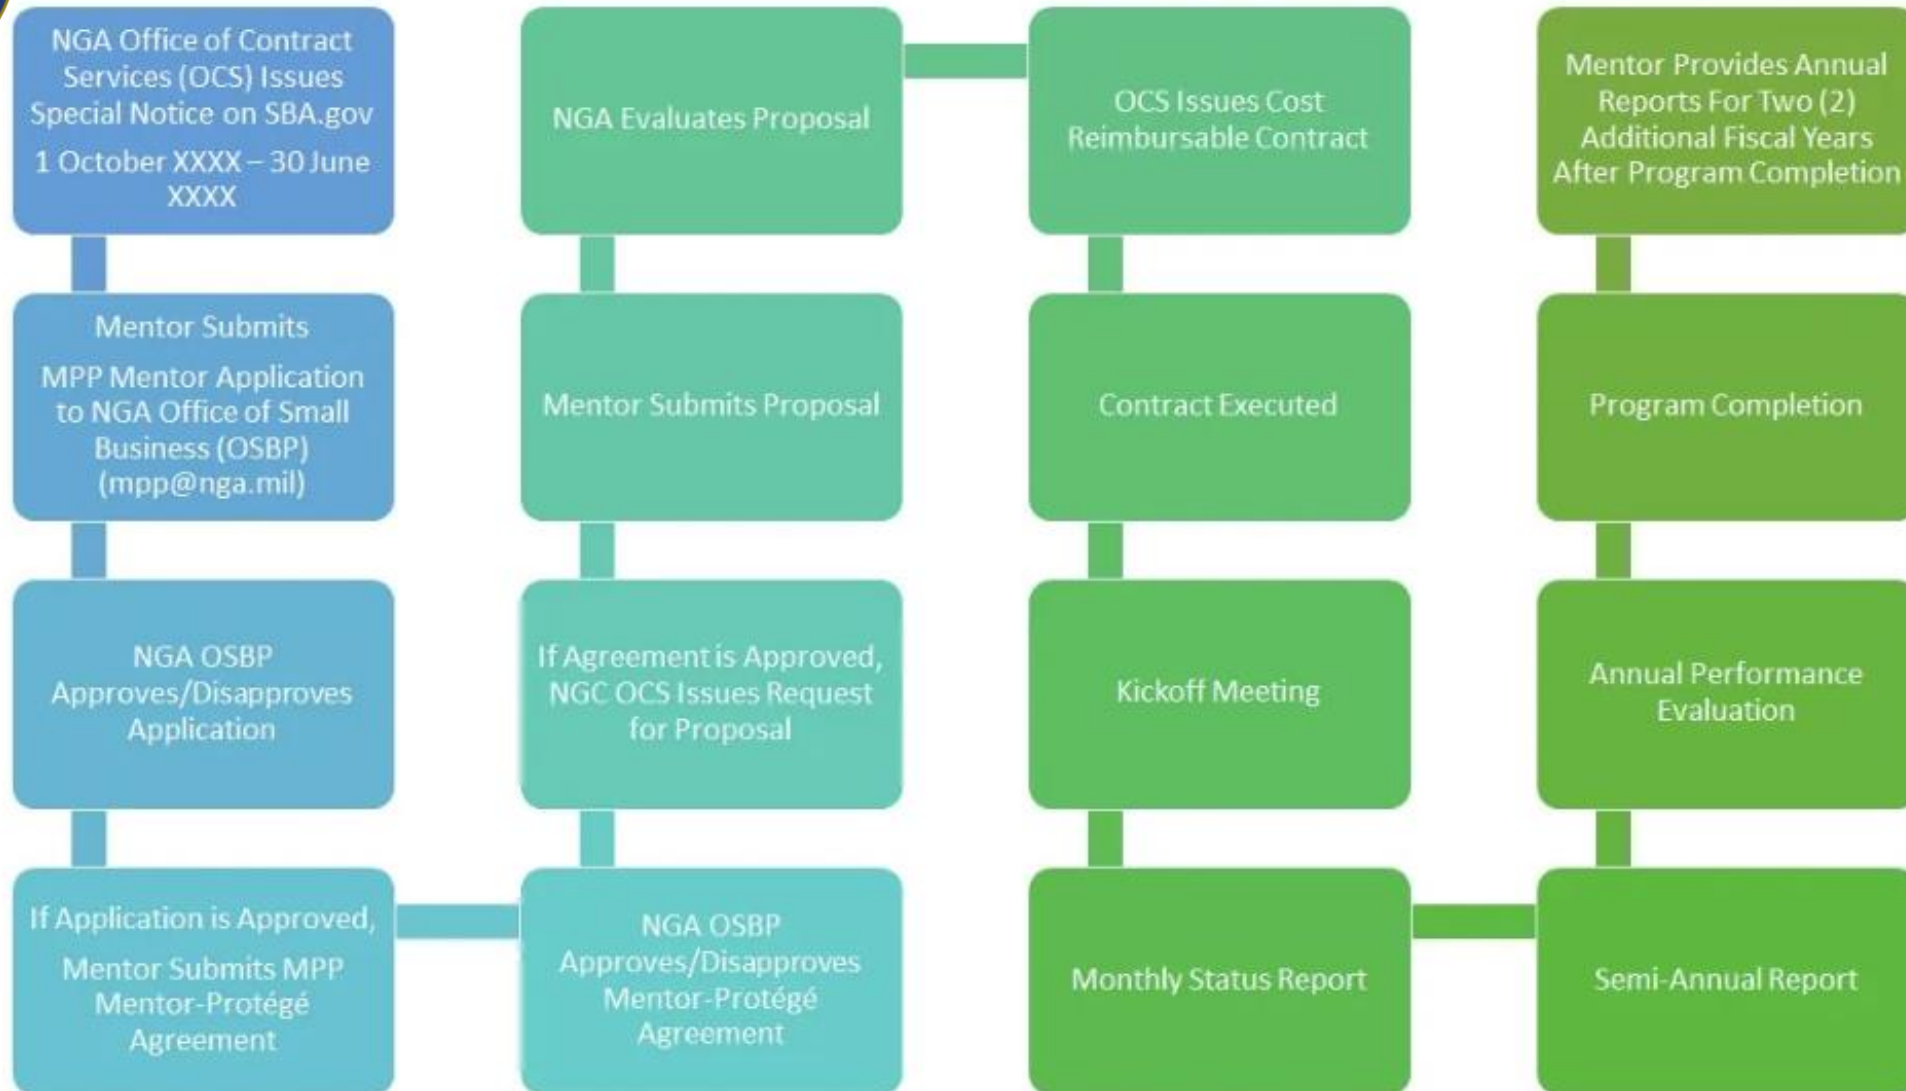 NGA Office of Contract
Services (OCS) Issues
Special Notice on SBA.gov
1 October XXXX – 30 June
XXXX
Mentor Submits
MPP Mentor Application
to NGA Office of Small
Business (OSBP)
(mpp@nga.mil)
NGA OSBP
Approves/Disapproves
Application
If Application is Approved,
Mentor Submits MPP
Mentor-Protégé
Agreement
NGA OSBP
Approves/Disapproves
Mentor-Protégé
Agreement
If Agreement is Approved,
NGC OCS Issues Request
for Proposal
Mentor Submits Proposal
NGA Evaluates Proposal
OCS Issues Cost
Reimbursable Contract
Contract Executed
Kickoff Meeting
Monthly Status Report
Semi-Annual Report
Annual Performance
Evaluation
Program Completion
Mentor Provides Annual
Reports For Two (2)
Additional Fiscal Years
After Program Completion